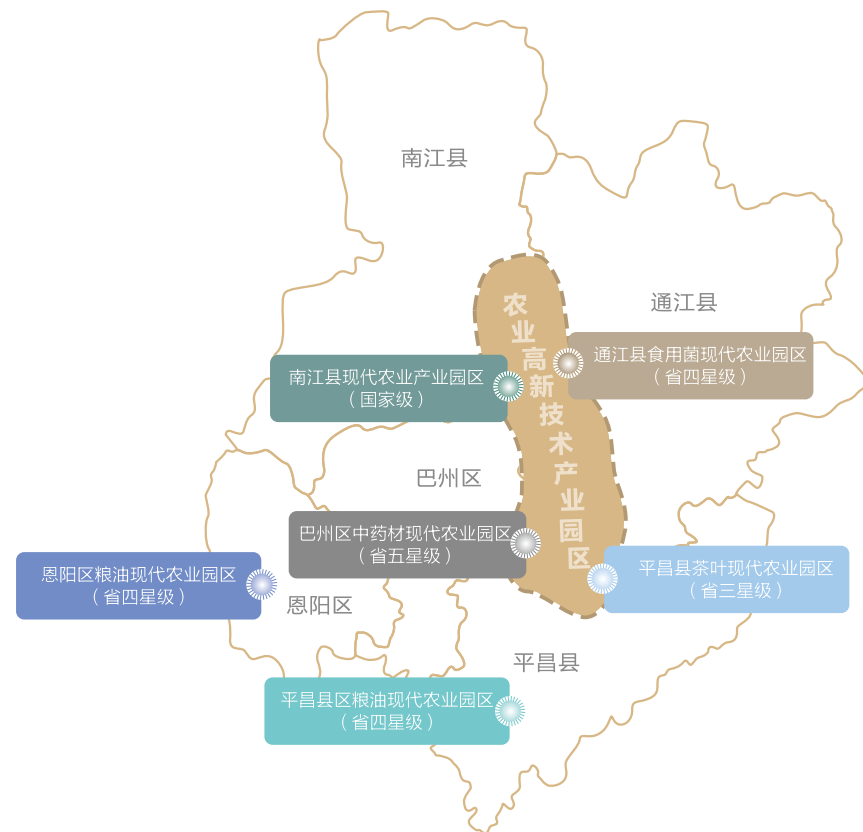 南江县
通江县
农业高新技术产业园区
通江县食用菌现代农业园区
（省四星级）
南江县现代农业产业园区
（国家级）
巴州区
巴州区中药材现代农业园区
（省五星级）
恩阳区粮油现代农业园区
（省四星级）
平昌县茶叶现代农业园区
（省三星级）
恩阳区
平昌县
平昌县区粮油现代农业园区
（省四星级）